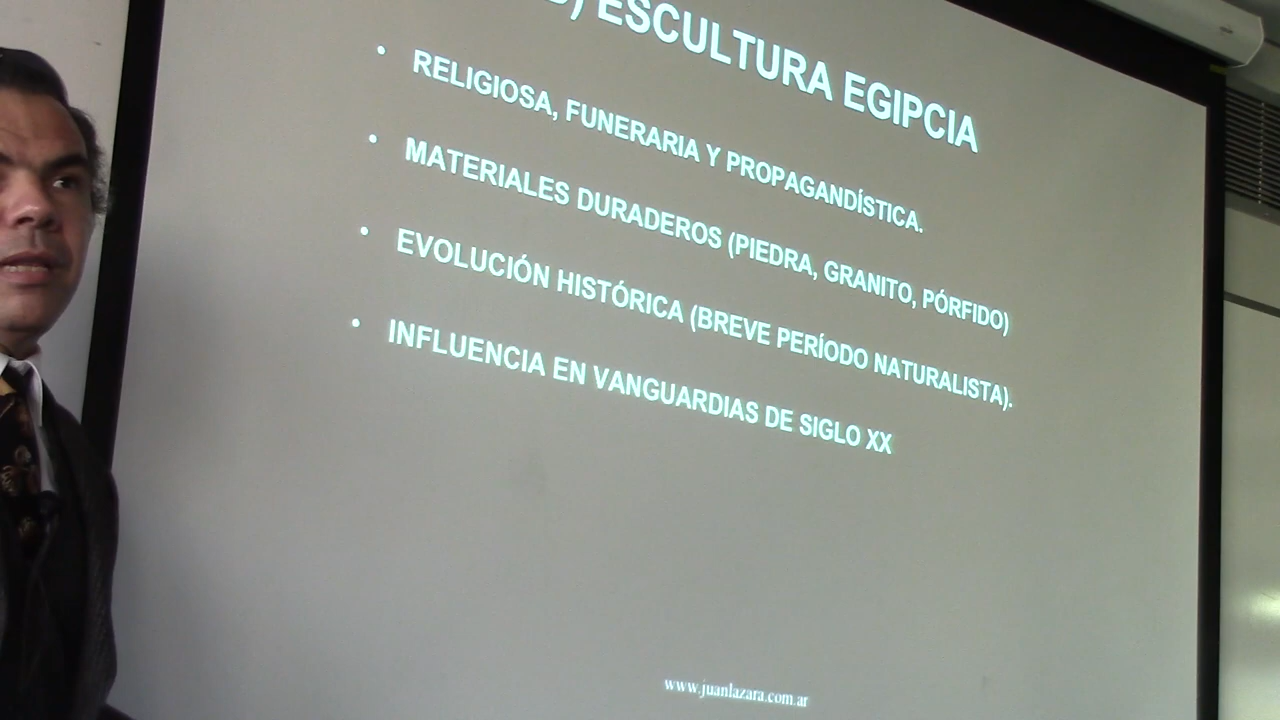 ESCULTURA EGIPCIA
• RELIGIOSA, FUNERARIA Y PROPAGANDÍSTICA.
• MATERIALES DURADEROS (PIEDRA, GRANITO, PÓRFIDO)
• EVOLUCIÓN HISTÓRICA (BREVE PERÍODO NATURALISTA).
• INFLUENCIA EN VANGUARDIAS DE SIGLO XX
www.juanlazara.com.ar